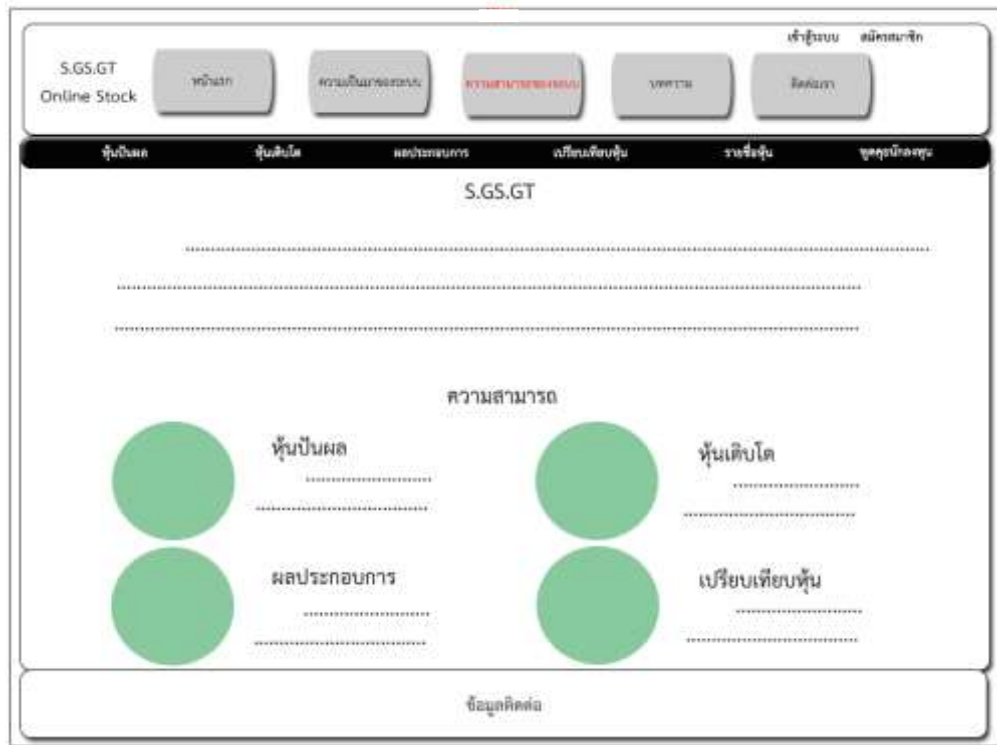 เข้าสู่ระบบ สมัครสมาชิก
S.GS.GT
Online Stock
หน้าแรก ความเป็นมาของระบบ ความสามารถของระบบ บทความ ติดต่อเรา
หุ้นปันผล หุ้นเติบโต ผลประกอบการ เปรียบเทียบหุ้น รายชื่อหุ้น พูดคุยนักลงทุน
S.GS.GT
ความสามารถ
หุ้นปันผล หุ้นเติบโต
ผลประกอบการ เปรียบเทียบหุ้น
ข้อมูลติดต่อ